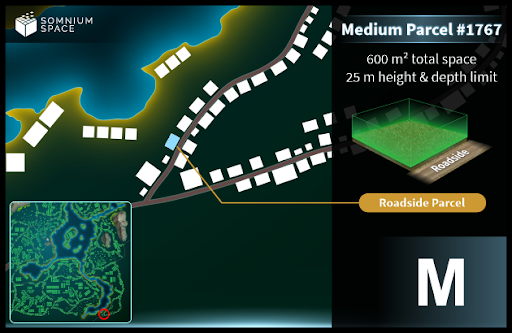 SOMNIUM
SPACE
Medium Parcel #1767
600 m² total space
25 m height & depth limit
Roadside
Roadside Parcel
M